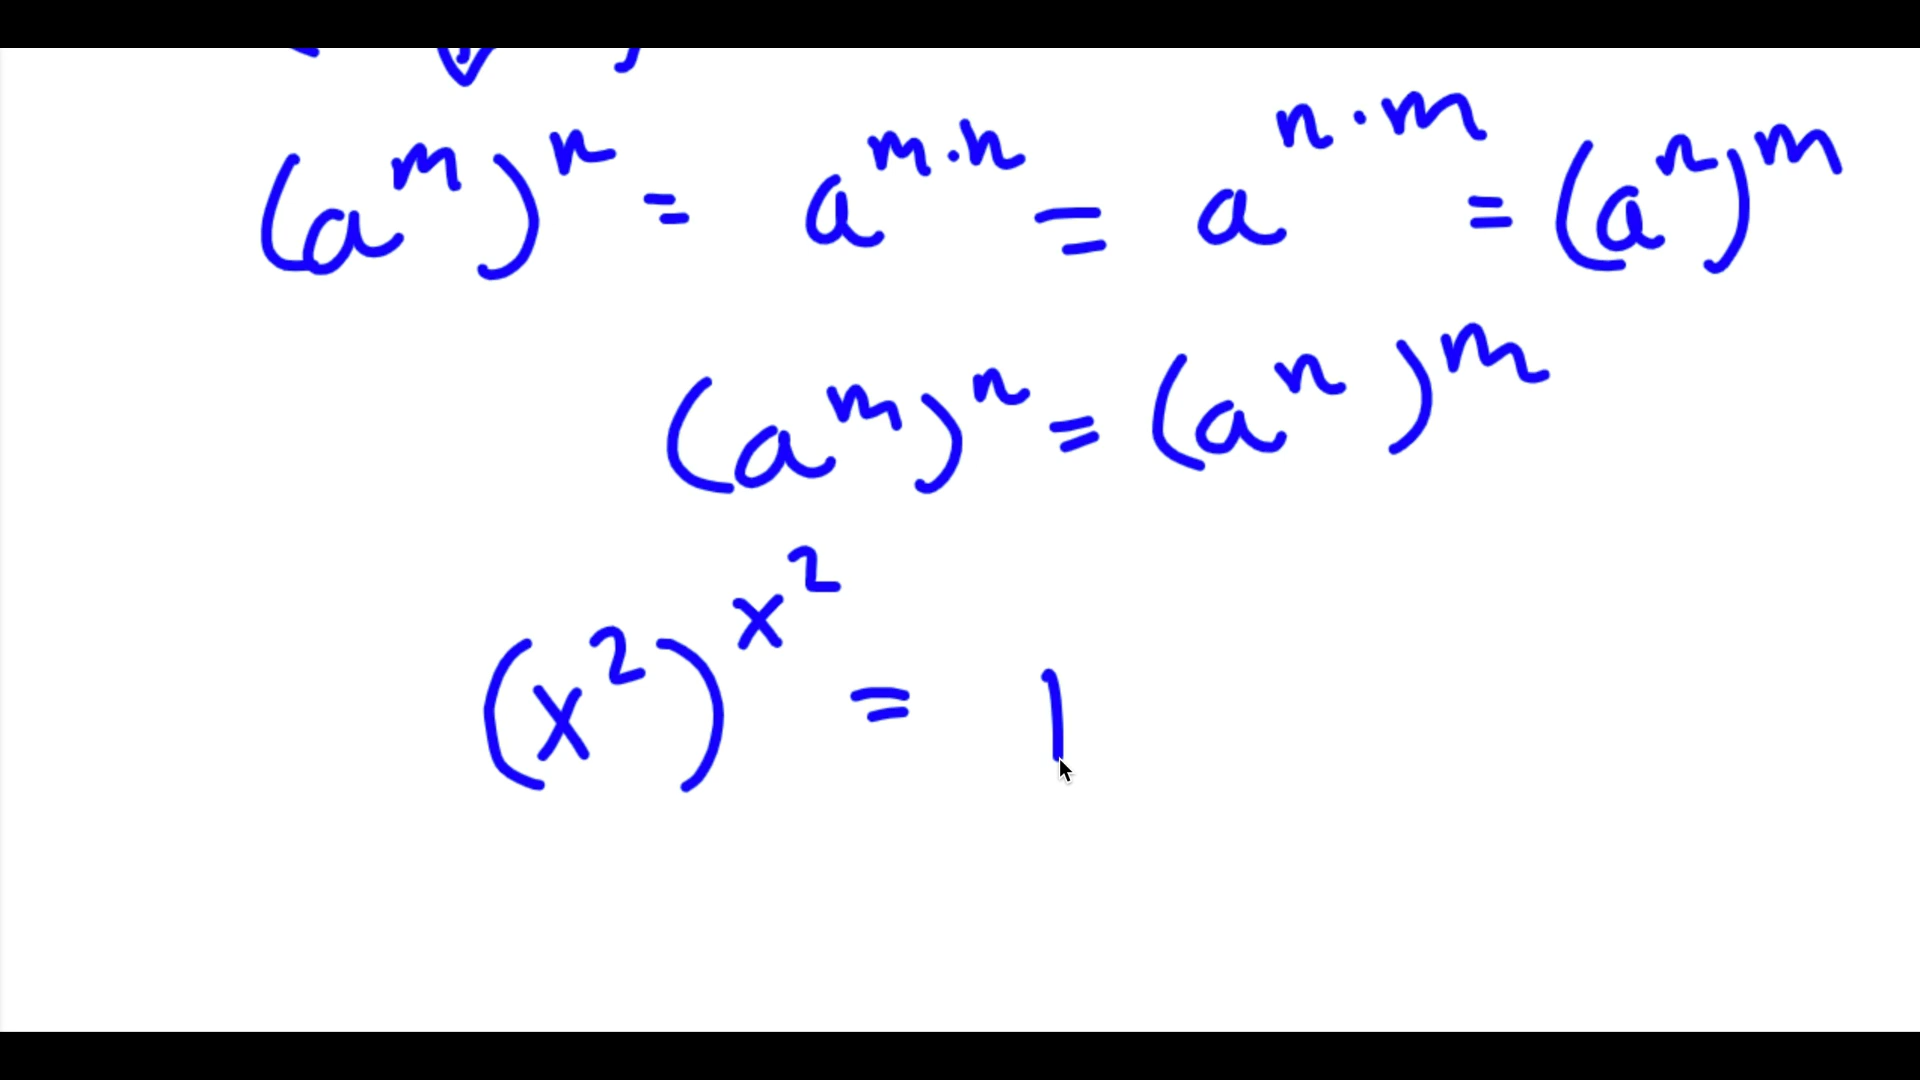 (a^m)^n = a^{m·n} = a^{n·m} = (a^n)^m
(a^m)^n = (a^n)^m
(x^2)^{x^2} = 1